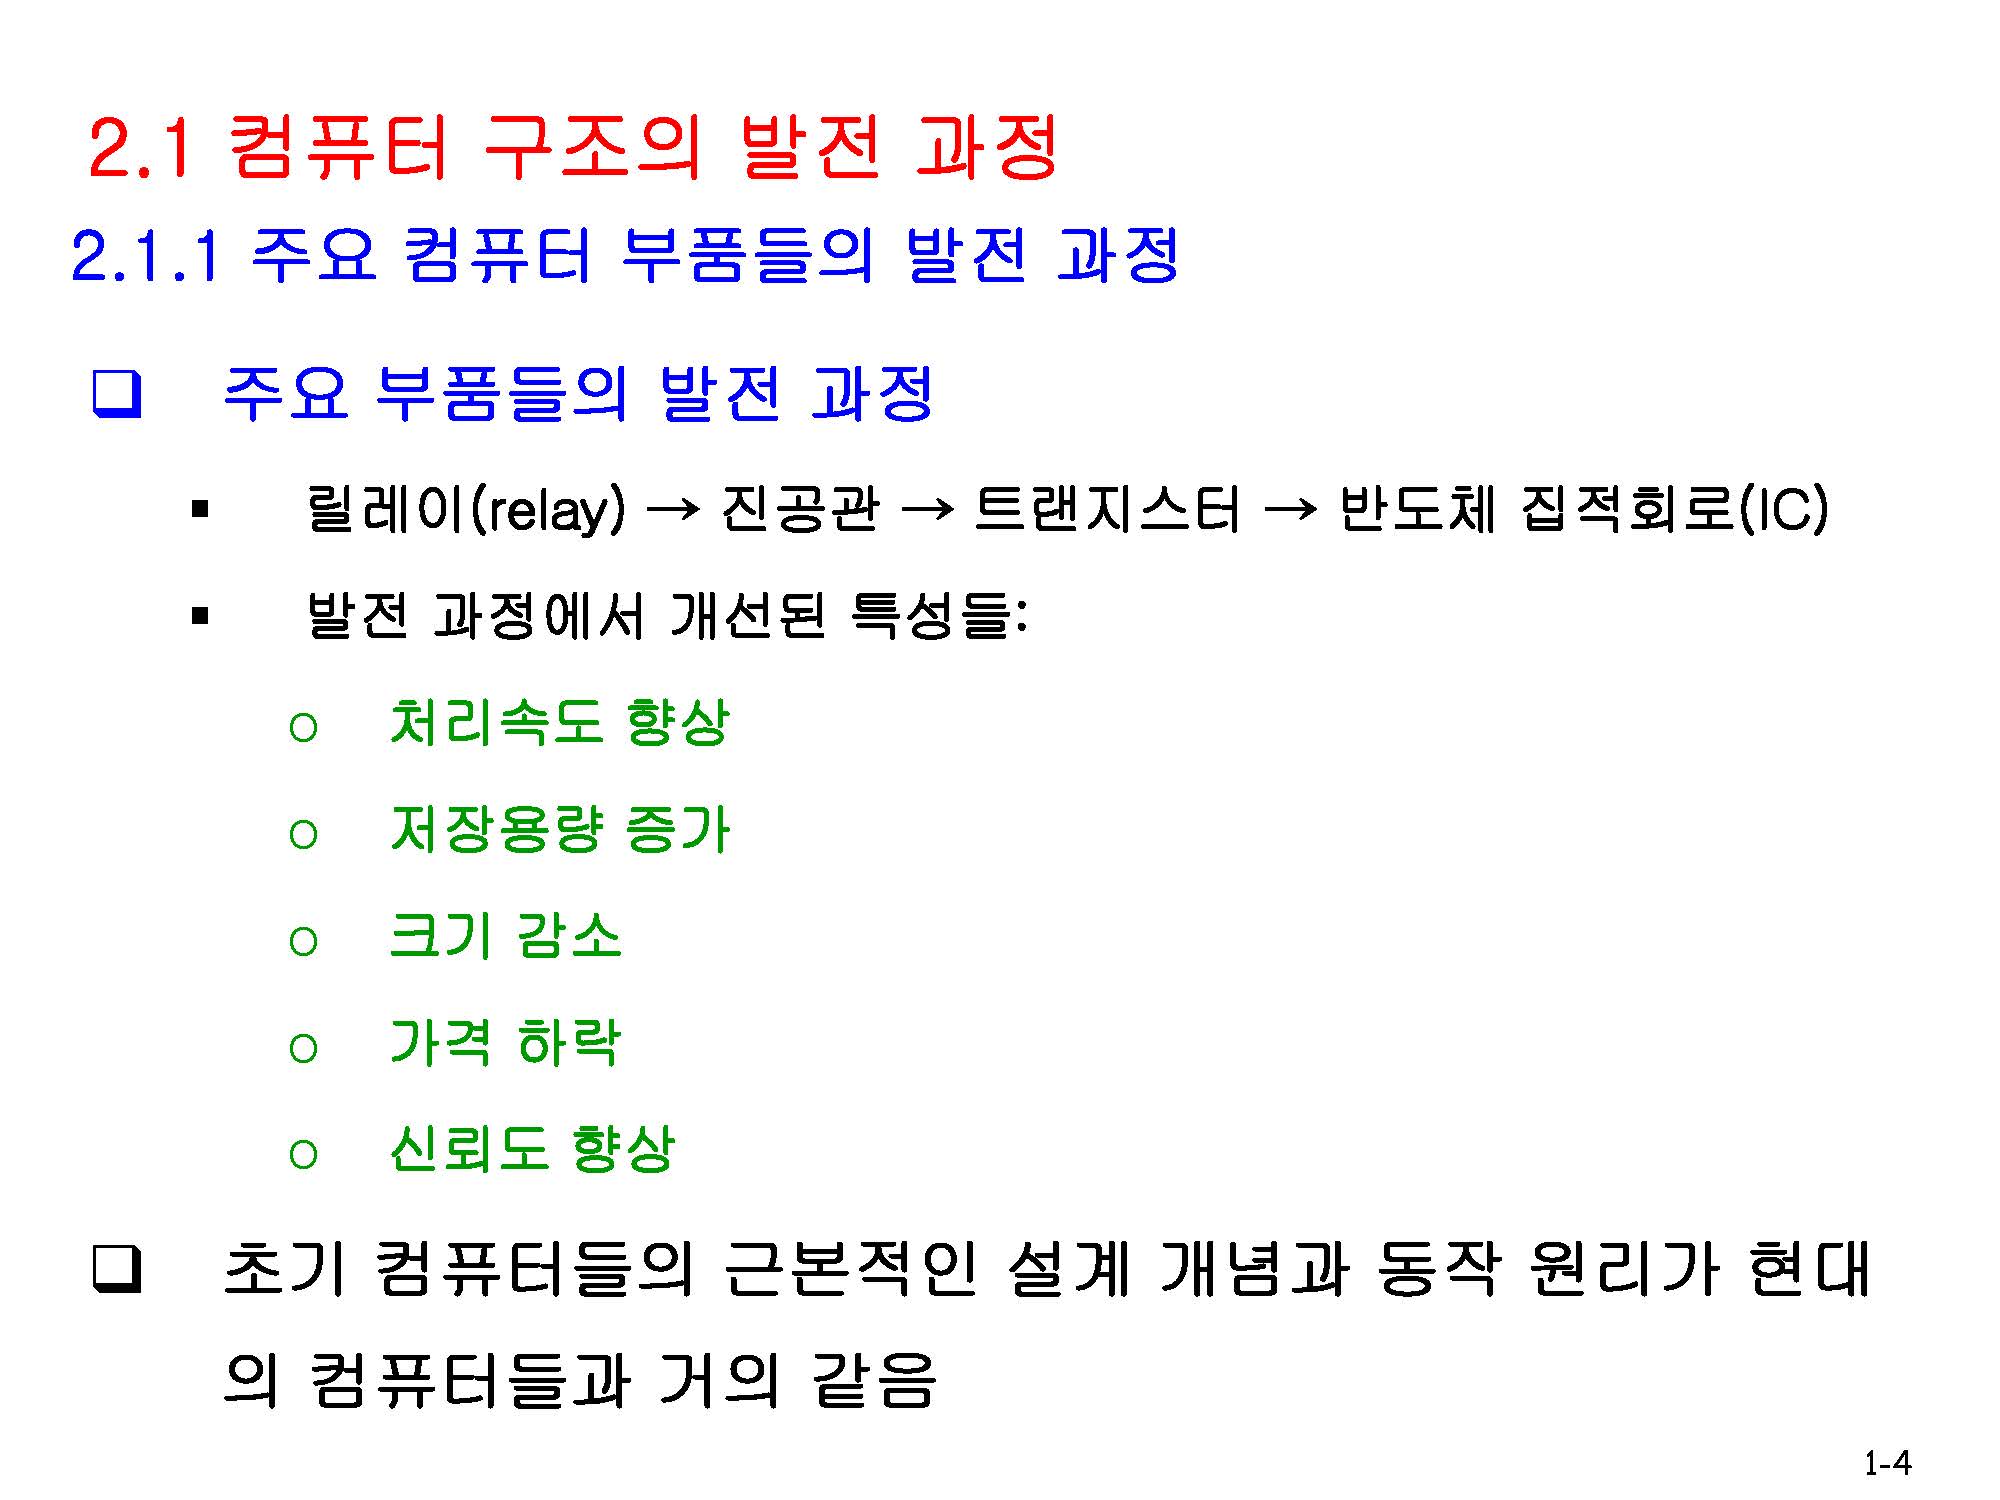 2.1 컴퓨터 구조의 발전 과정
2.1.1 주요 컴퓨터 부품들의 발전 과정
❑ 주요 부품들의 발전 과정
▪ 릴레이(relay) → 진공관 → 트랜지스터 → 반도체 집적회로(IC)
▪ 발전 과정에서 개선된 특성들:
○ 처리속도 향상
○ 저장용량 증가
○ 크기 감소
○ 가격 하락
○ 신뢰도 향상
❑ 초기 컴퓨터들의 근본적인 설계 개념과 동작 원리가 현대
의 컴퓨터들과 거의 같음
1-4